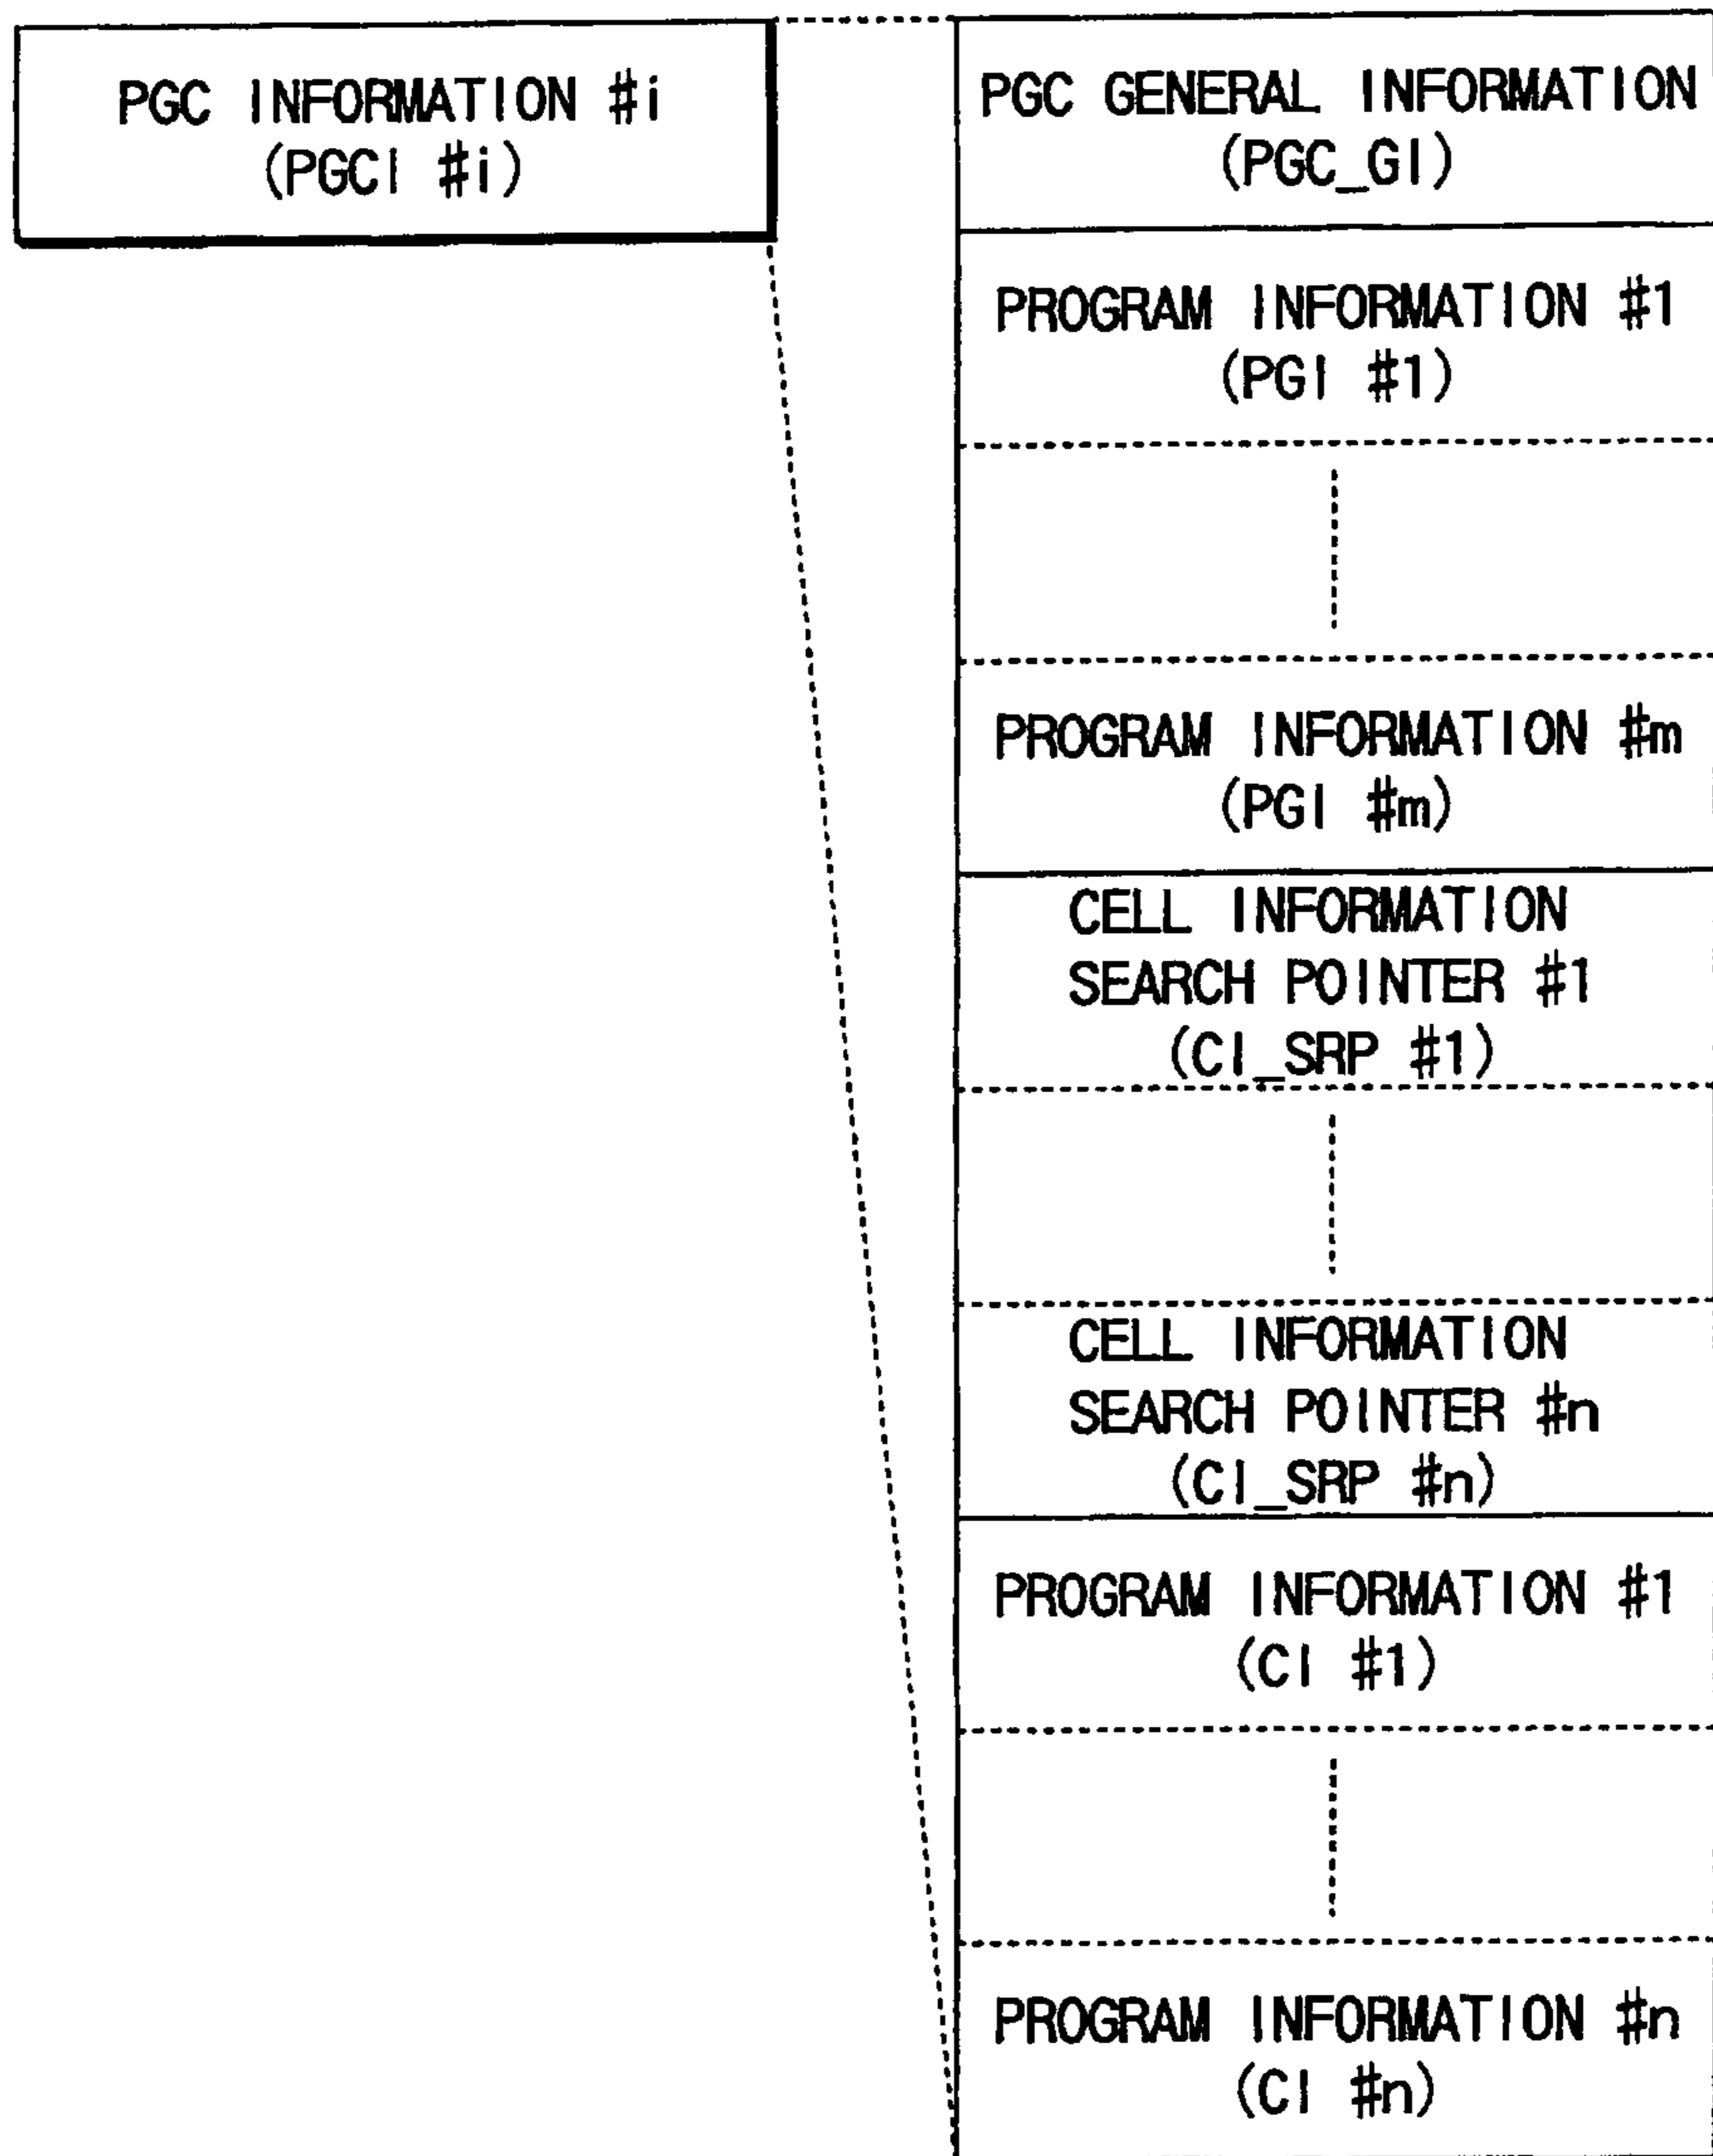 PGC INFORMATION #i
(PGCI #i)
PGC GENERAL INFORMATION
(PGC_GI)
PROGRAM INFORMATION #1
(PGI #1)
PROGRAM INFORMATION #m
(PGI #m)
CELL INFORMATION
SEARCH POINTER #1
(CI_SRP #1)
CELL INFORMATION
SEARCH POINTER #n
(CI_SRP #n)
PROGRAM INFORMATION #1
(CI #1)
PROGRAM INFORMATION #n
(CI #n)